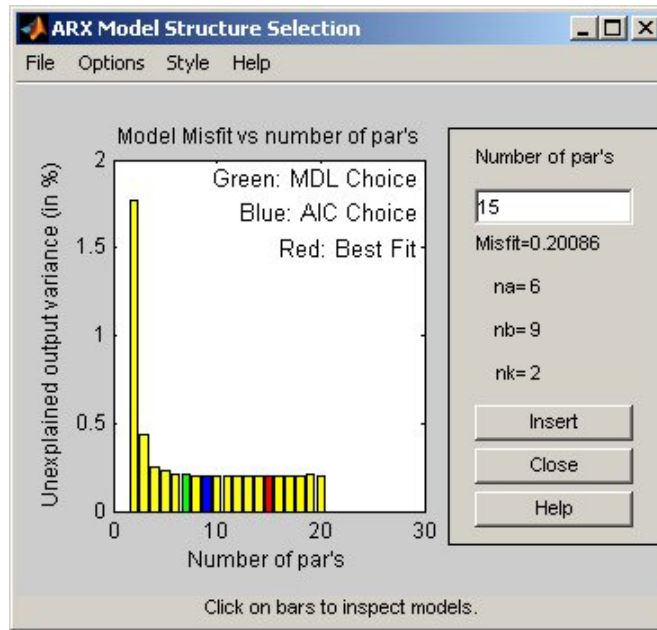 ARX Model Structure Selection
File Options Style Help
Model Misfit vs number of par's
Unexplained output variance (in %)
2
1.5
1
0.5
0
Green: MDL Choice
Blue: AIC Choice
Red: Best Fit
0 10 20 30
Number of par's
Number of par's
15
Misfit=0.20086
na= 6
nb= 9
nk= 2
Insert
Close
Help
Click on bars to inspect models.